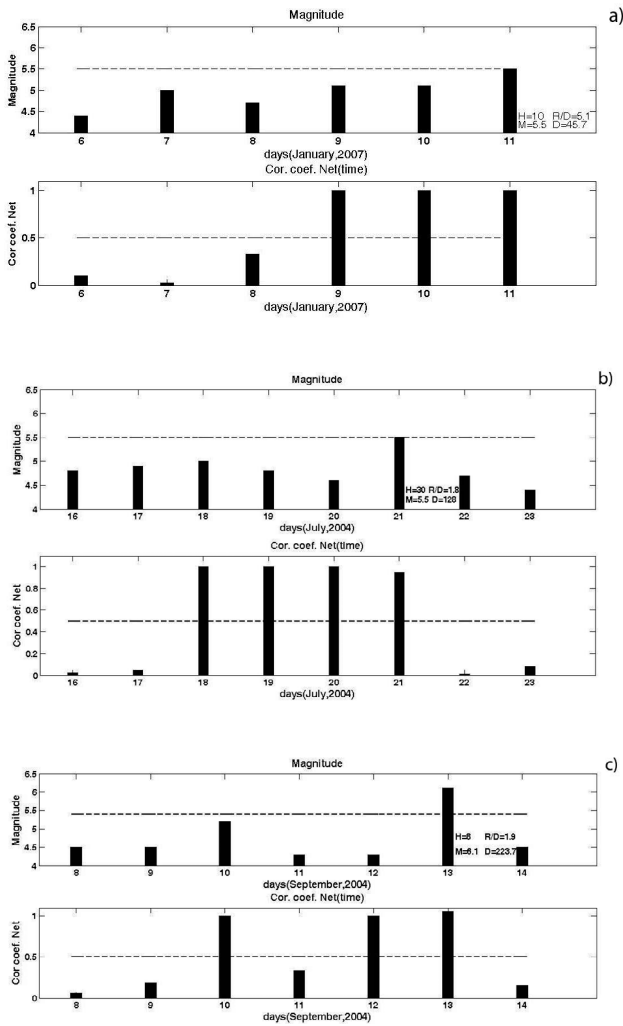 a)
Magnitude
6.5
6
5.5
5
4.5
4
Magnitude
6 7 8 9 10 11
H=10 R/D=5.1
M=5.5 D=45.7
days(January,2007)
Cor. coef. Net(time)
1
0.5
0
Cor coef. Net
6 7 8 9 10 11
days(January,2007)
b)
Magnitude
6.5
6
5.5
5
4.5
4
Magnitude
H=30 R/D=1.8
M=5.5 D=128
16 17 18 19 20 21 22 23
days(July,2004)
Cor. coef. Net(time)
1
0.8
0.6
0.4
0.2
0
Cor coef. Net
16 17 18 19 20 21 22 23
days(July,2004)
c)
Magnitude
6.5
6
5.5
5
4.5
4
Magnitude
H=8 R/D=1.9
M=6.1 D=223.7
8 9 10 11 12 13 14
days(September,2004)
Cor. coef. Net(time)
1
0.5
0
Cor coef. Net
8 9 10 11 12 13 14
days(September,2004)